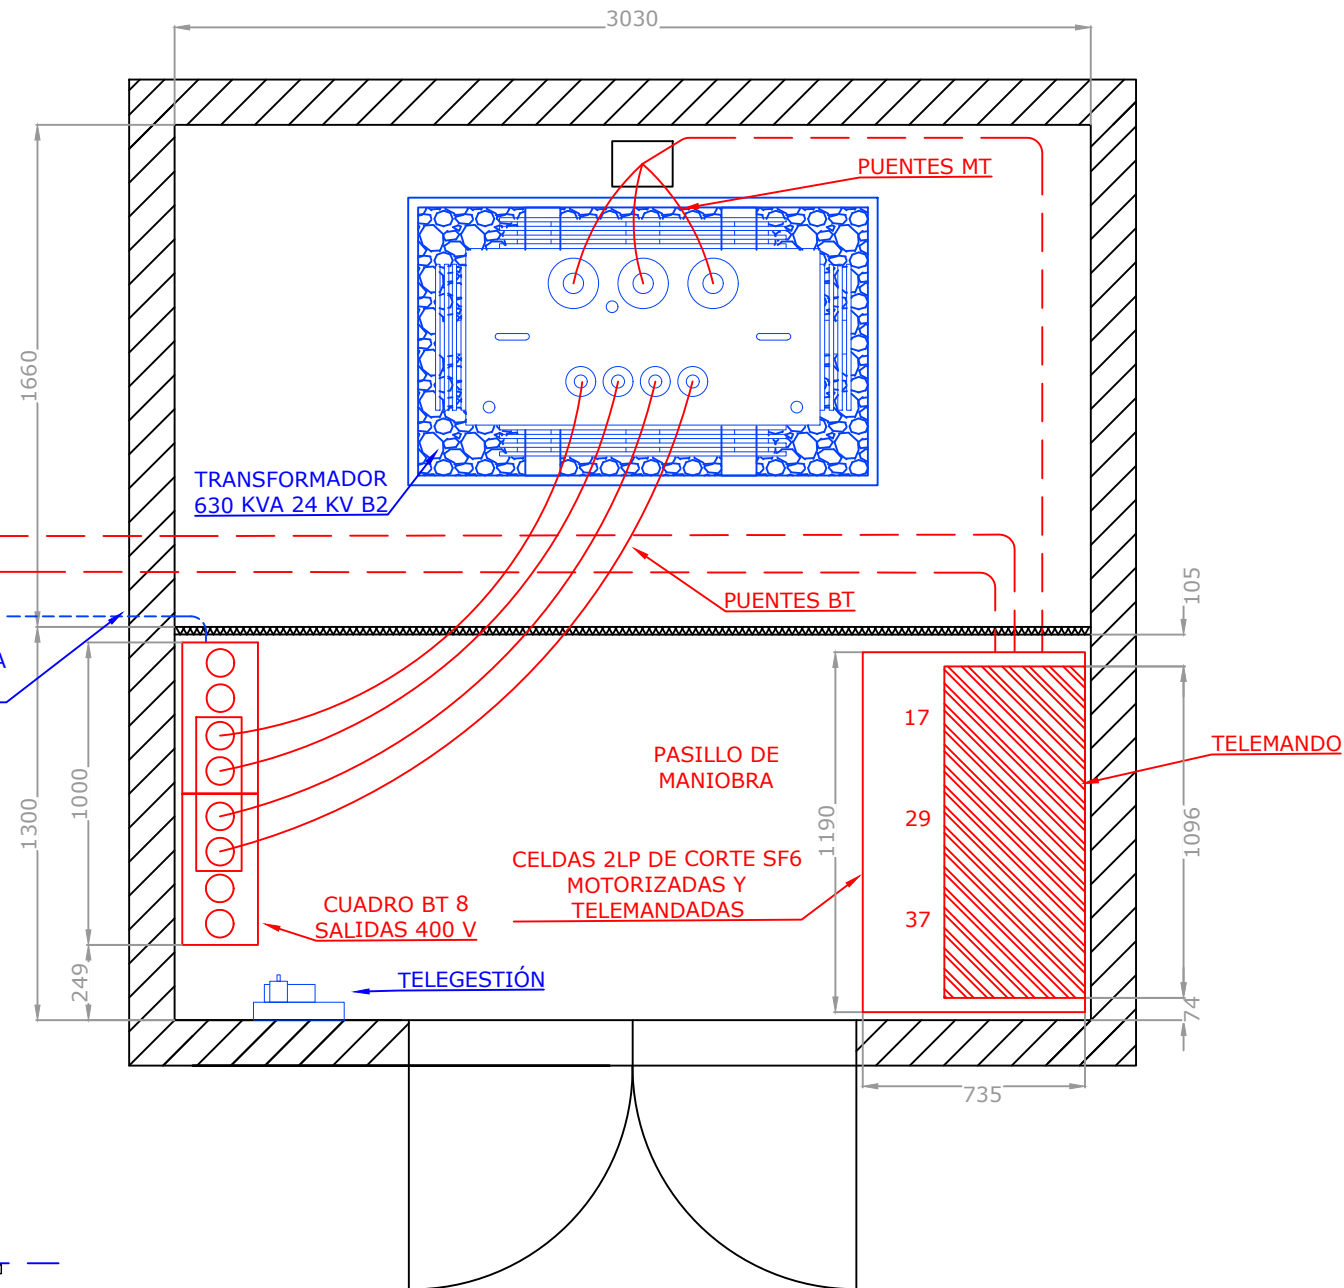 3030
PUENTES MT
1660
TRANSFORMADOR
630 KVA 24 KV B2
105
PUENTES BT
A
17
TELEMANDO
PASILLO DE
MANIOBRA
1000
1300
29
1190
1096
CELDAS 2LP DE CORTE SF6
MOTORIZADAS Y
TELEMANDADAS
37
CUADRO BT 8
SALIDAS 400 V
249
TELEGESTIÓN
74
735